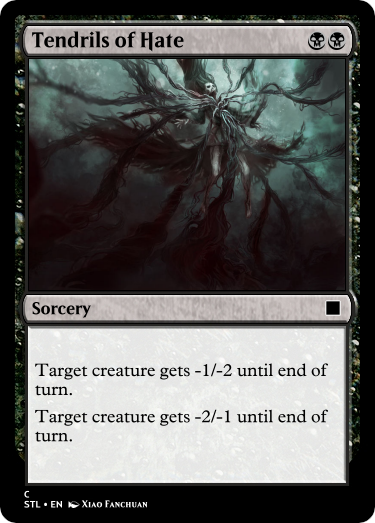 Tendrils of Hate
Sorcery
Target creature gets -1/-2 until end of
turn.
Target creature gets -2/-1 until end of
turn.
C
STL • EN Xiao Fanchuan